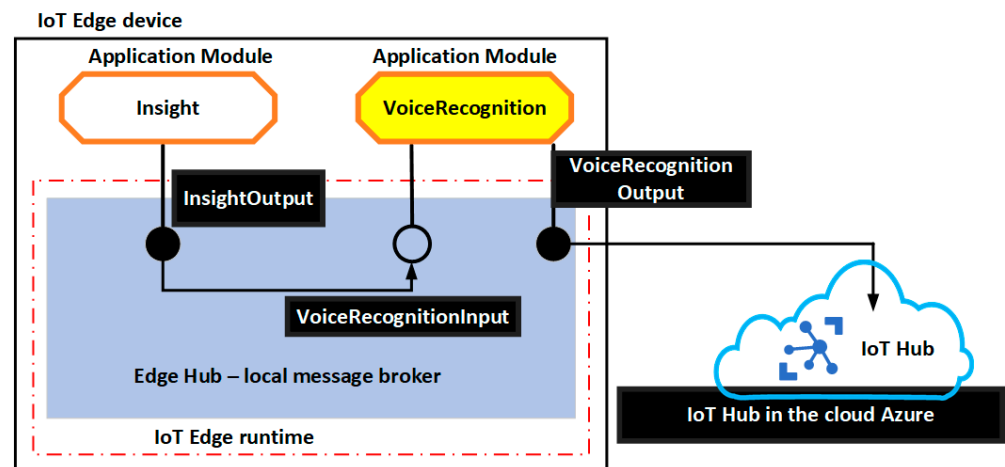 IoT Edge device
Application Module
Application Module
Insight
VoiceRecognition
InsightOutput
VoiceRecognition
Output
VoiceRecognitionInput
Edge Hub – local message broker
IoT Edge runtime
IoT Hub
IoT Hub in the cloud Azure